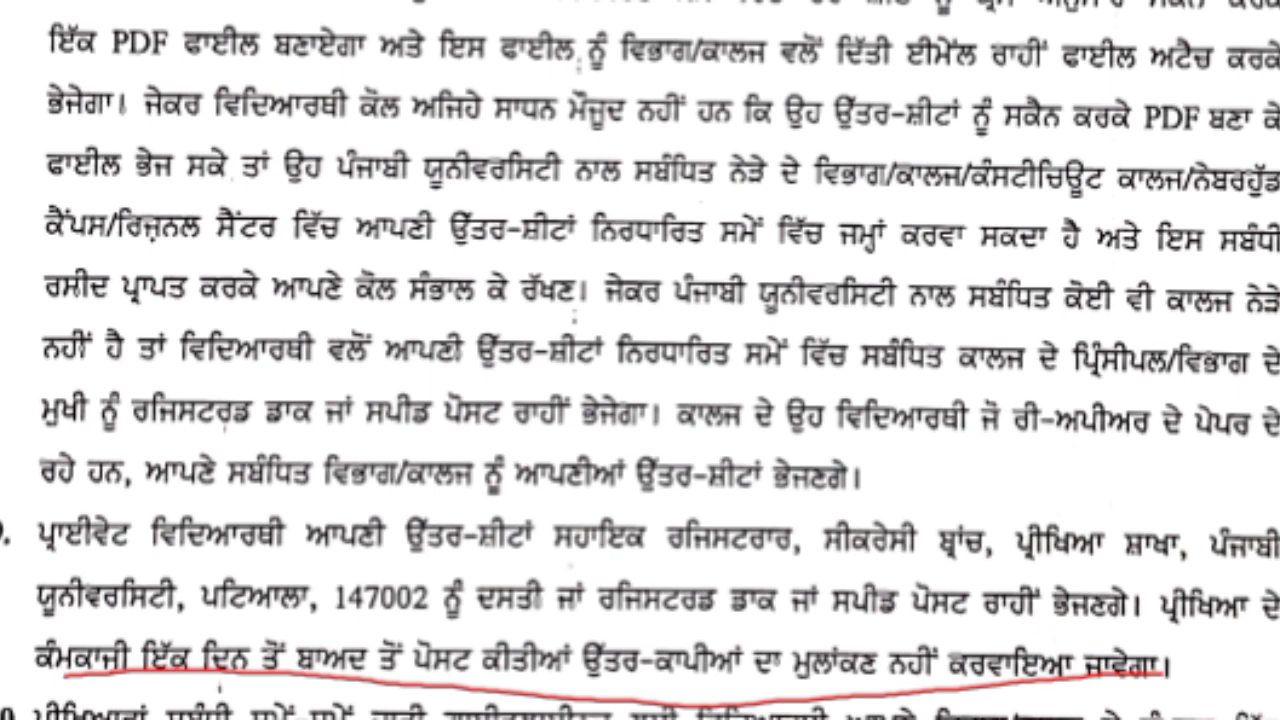 ਇੱਕ PDF ਫਾਈਲ ਬਣਾਏਗਾ ਅਤੇ ਇਸ ਫਾਈਲ ਨੂੰ ਵਿਭਾਗ/ਕਾਲਜ ਵਲੋਂ ਦਿੱਤੀ ਈਮੇਲ ਰਾਹੀਂ ਫਾਈਲ ਅਟੈਚ ਕਰਕੇ
ਭੇਜੇਗਾ। ਜੇਕਰ ਵਿਦਿਆਰਥੀ ਕੋਲ ਅਜਿਹੇ ਸਾਧਨ ਮੌਜੂਦ ਨਹੀਂ ਹਨ ਕਿ ਉਹ ਉੱਤਰ-ਸ਼ੀਟਾਂ ਨੂੰ ਸਕੈਨ ਕਰਕੇ PDF ਬਣਾ ਕੇ
ਫਾਈਲ ਭੇਜ ਸਕੇ ਤਾਂ ਉਹ ਪੰਜਾਬੀ ਯੂਨੀਵਰਸਿਟੀ ਨਾਲ ਸਬੰਧਿਤ ਨੇੜੇ ਦੇ ਵਿਭਾਗ/ਕਾਲਜ/ਕੰਸਟੀਚਿਊਟ ਕਾਲਜ/ਨੇਬਰਹੁੱਡ
ਕੈਂਪਸ/ਰਿਜ਼ਨਲ ਸੈਂਟਰ ਵਿੱਚ ਆਪਣੀ ਉੱਤਰ-ਸ਼ੀਟਾਂ ਨਿਰਧਾਰਿਤ ਸਮੇਂ ਵਿੱਚ ਜਮ੍ਹਾਂ ਕਰਵਾ ਸਕਦਾ ਹੈ ਅਤੇ ਇਸ ਸਬੰਧੀ
ਰਸੀਦ ਪ੍ਰਾਪਤ ਕਰਕੇ ਆਪਣੇ ਕੋਲ ਸੰਭਾਲ ਕੇ ਰੱਖਣ। ਜੇਕਰ ਪੰਜਾਬੀ ਯੂਨੀਵਰਸਿਟੀ ਨਾਲ ਸਬੰਧਿਤ ਕੋਈ ਵੀ ਕਾਲਜ ਨੇੜੇ
ਨਹੀਂ ਹੈ ਤਾਂ ਵਿਦਿਆਰਥੀ ਵਲੋਂ ਆਪਣੀ ਉੱਤਰ-ਸ਼ੀਟਾਂ ਨਿਰਧਾਰਿਤ ਸਮੇਂ ਵਿੱਚ ਸਬੰਧਿਤ ਕਾਲਜ ਦੇ ਪ੍ਰਿੰਸੀਪਲ/ਵਿਭਾਗ ਦੇ
ਮੁਖੀ ਨੂੰ ਰਜਿਸਟਰਡ ਡਾਕ ਜਾਂ ਸਪੀਡ ਪੋਸਟ ਰਾਹੀਂ ਭੇਜੇਗਾ। ਕਾਲਜ ਦੇ ਉਹ ਵਿਦਿਆਰਥੀ ਜੋ ਰੀ-ਅਪੀਅਰ ਦੇ ਪੇਪਰ ਦੇ
ਰਹੇ ਹਨ, ਆਪਣੇ ਸਬੰਧਿਤ ਵਿਭਾਗ/ਕਾਲਜ ਨੂੰ ਆਪਣੀਆਂ ਉੱਤਰ-ਸ਼ੀਟਾਂ ਭੇਜਣਗੇ।
ਪ੍ਰਾਈਵੇਟ ਵਿਦਿਆਰਥੀ ਆਪਣੀ ਉੱਤਰ-ਸ਼ੀਟਾਂ ਸਹਾਇਕ ਰਜਿਸਟਰਾਰ, ਸੀਕਰੇਸੀ ਬ੍ਰਾਂਚ, ਪ੍ਰੀਖਿਆ ਸ਼ਾਖਾ, ਪੰਜਾਬੀ
ਯੂਨੀਵਰਸਿਟੀ, ਪਟਿਆਲਾ, 147002 ਨੂੰ ਦਸਤੀ ਜਾਂ ਰਜਿਸਟਰਡ ਡਾਕ ਜਾਂ ਸਪੀਡ ਪੋਸਟ ਰਾਹੀਂ ਭੇਜਣਗੇ। ਪ੍ਰੀਖਿਆ ਦੇ
ਕੰਮਕਾਜੀ ਇੱਕ ਦਿਨ ਤੋਂ ਬਾਅਦ ਤੋਂ ਪੋਸਟ ਕੀਤੀਆਂ ਉੱਤਰ-ਕਾਪੀਆਂ ਦਾ ਮੁਲਾਂਕਣ ਨਹੀਂ ਕਰਵਾਇਆ ਜਾਵੇਗਾ।